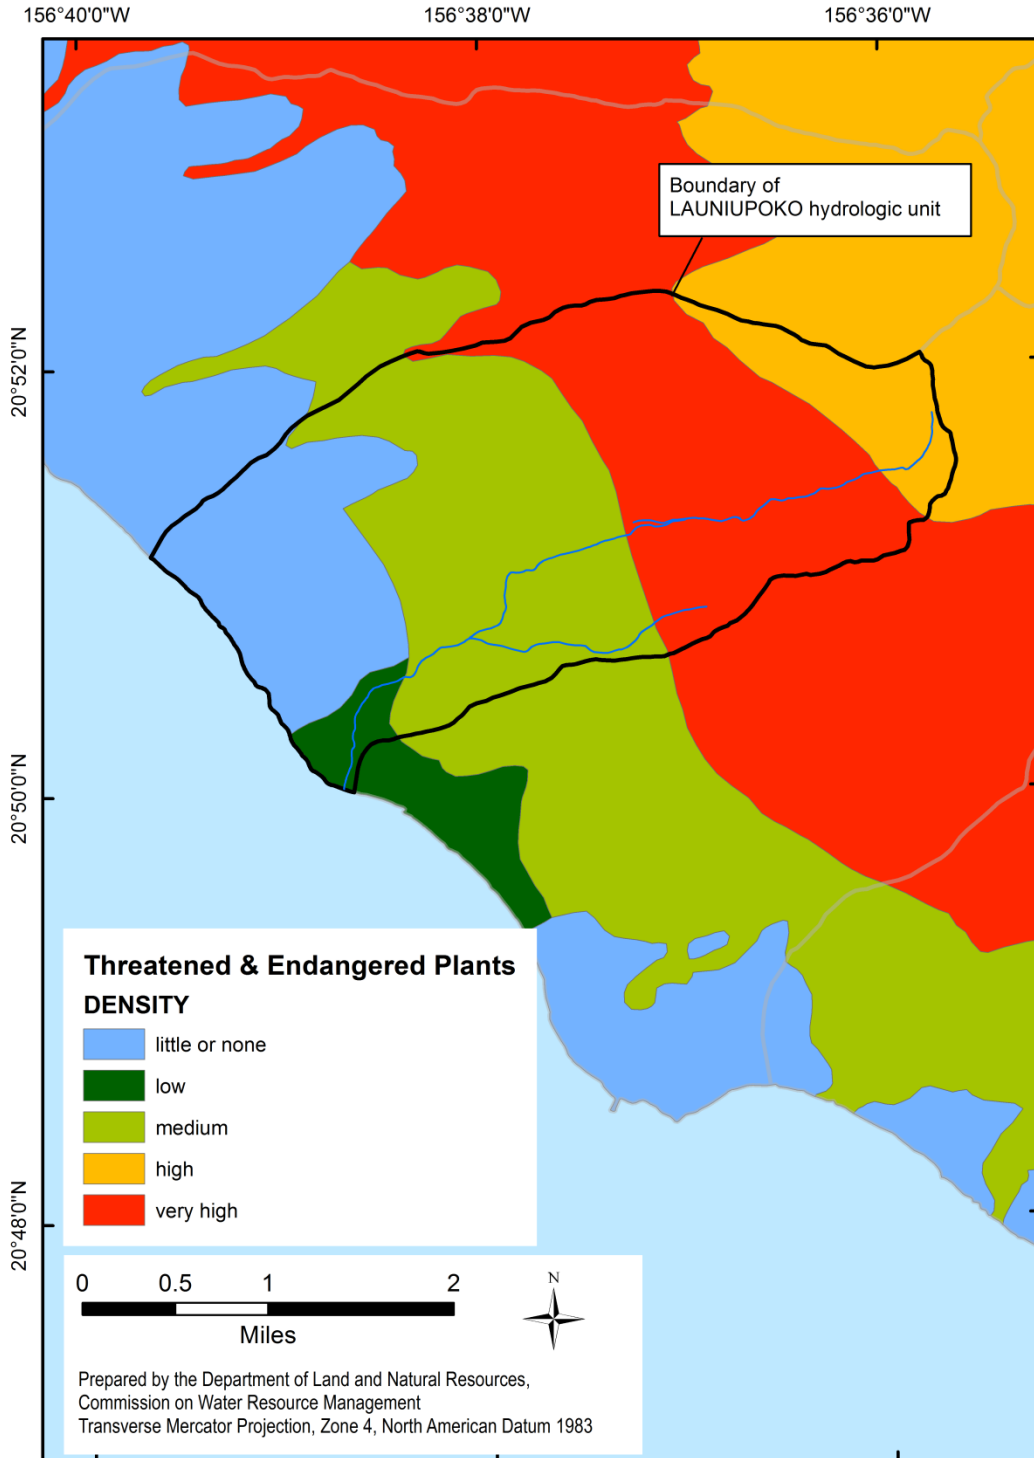 156°40'0"W
156°38'0"W
156°36'0"W
Boundary of
LAUNIUPOKO hydrologic unit
20°52'0"N
20°50'0"N
20°48'0"N
Threatened & Endangered Plants
DENSITY
little or none
low
medium
high
very high
0 0.5 1 2
Miles
N
Prepared by the Department of Land and Natural Resources,
Commission on Water Resource Management
Transverse Mercator Projection, Zone 4, North American Datum 1983